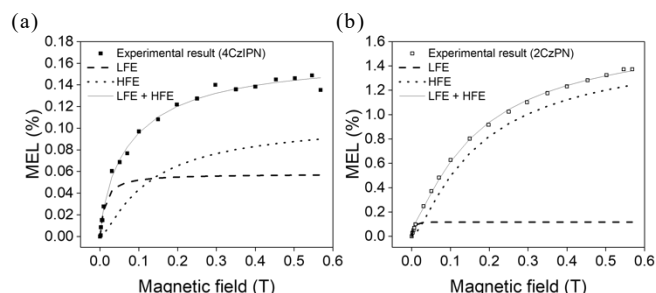 (a)
MEL (%)
0.18
0.16
0.14
0.12
0.10
0.08
0.06
0.04
0.02
0.00
Experimental result (4CzIPN)
LFE
HFE
LFE + HFE
0.0 0.1 0.2 0.3 0.4 0.5 0.6
Magnetic field (T)
(b)
MEL (%)
1.6
1.4
1.2
1.0
0.8
0.6
0.4
0.2
0.0
Experimental result (2CzPN)
LFE
HFE
LFE + HFE
0.0 0.1 0.2 0.3 0.4 0.5 0.6
Magnetic field (T)